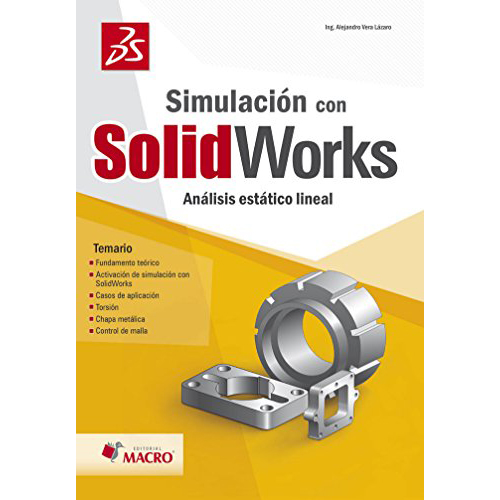 Ing. Alejandro Vera Lázaro
Simulación con
SolidWorks
Análisis estático lineal
Temario
Fundamento teórico
Activación de simulación con
SolidWorks
Casos de aplicación
Torsión
Chapa metálica
Control de malla
EDITORIAL
MACRO